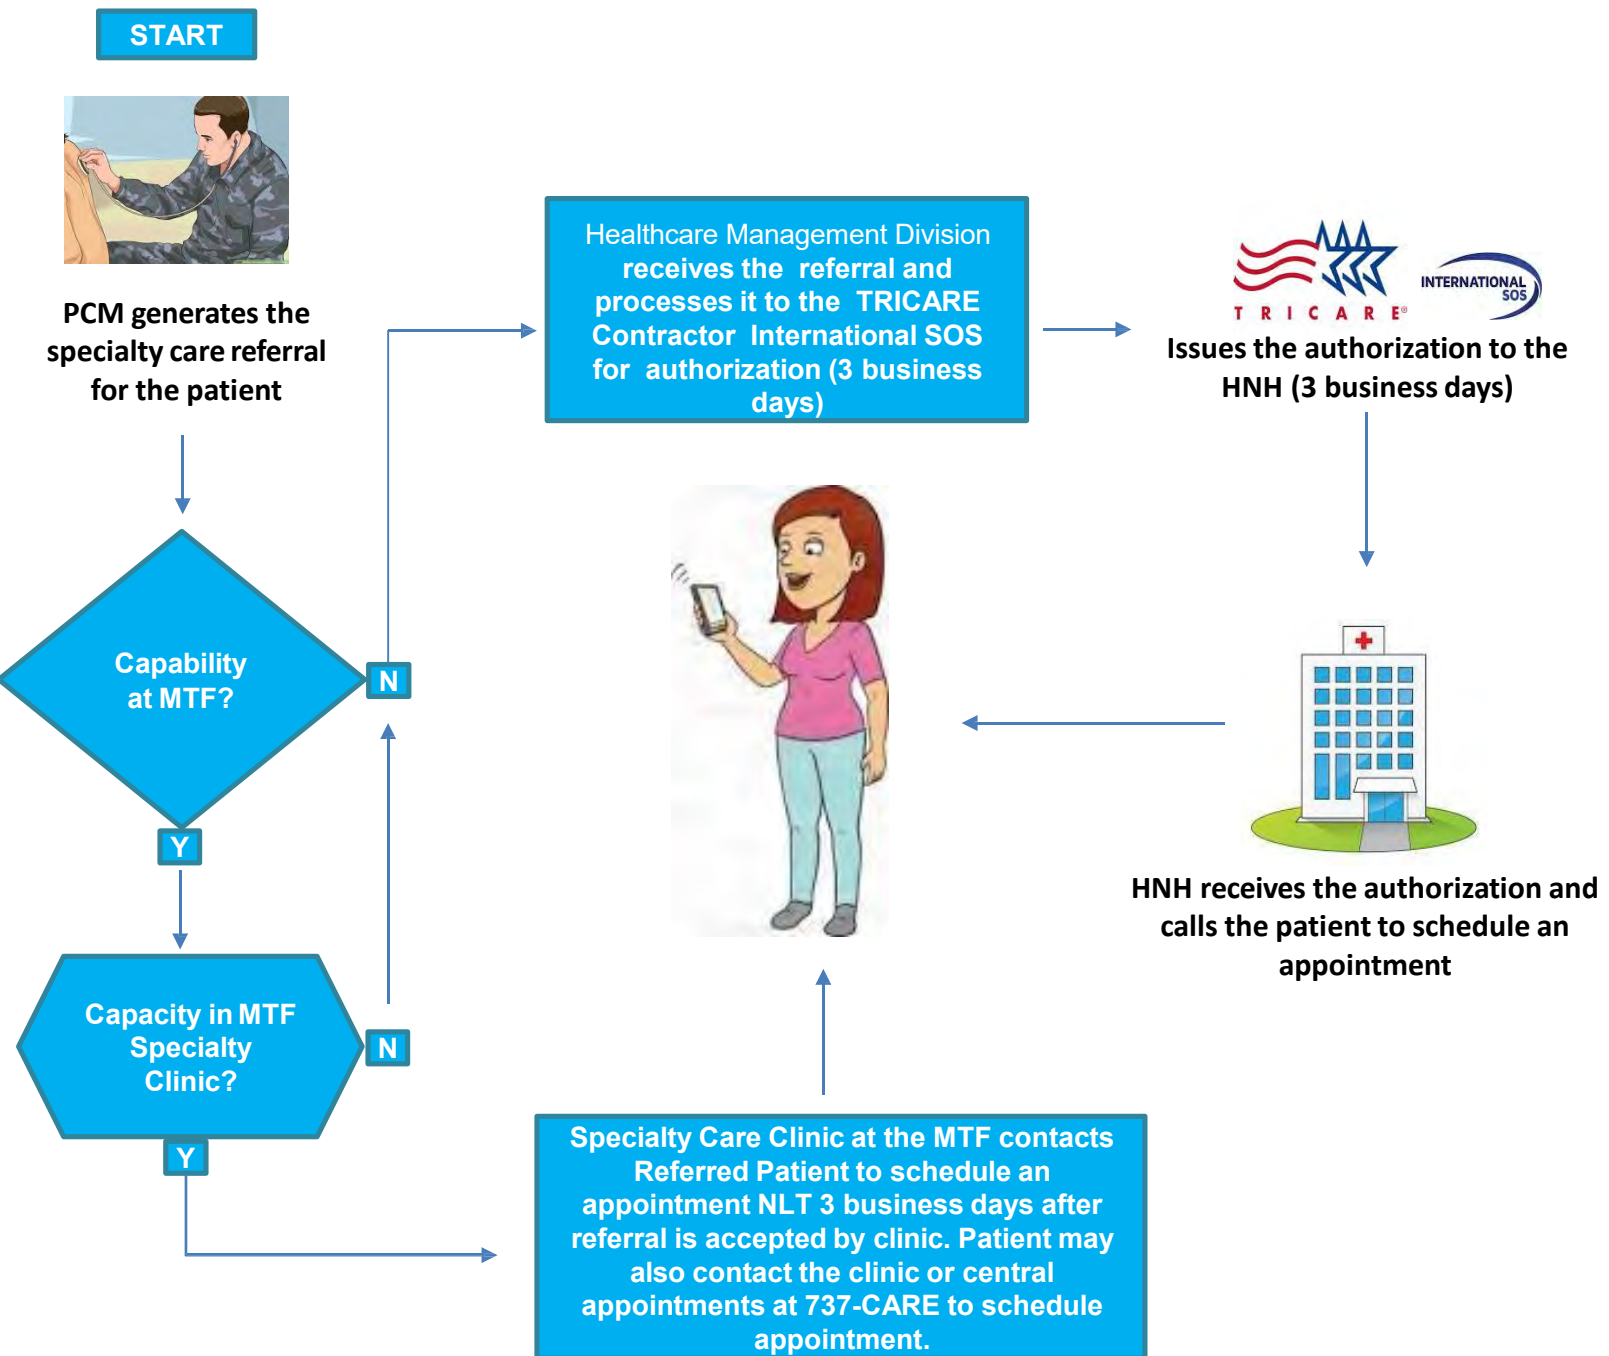 START
PCM generates the
specialty care referral
for the patient
Capability
at MTF?
N
Y
Capacity in MTF
Specialty
Clinic?
N
Y
Healthcare Management Division
receives the referral and
processes it to the TRICARE
Contractor International SOS
for authorization (3 business
days)
TRICARE®
INTERNATIONAL
SOS
Issues the authorization to the
HNH (3 business days)
HNH receives the authorization and
calls the patient to schedule an
appointment
Specialty Care Clinic at the MTF contacts
Referred Patient to schedule an
appointment NLT 3 business days after
referral is accepted by clinic. Patient may
also contact the clinic or central
appointments at 737-CARE to schedule
appointment.